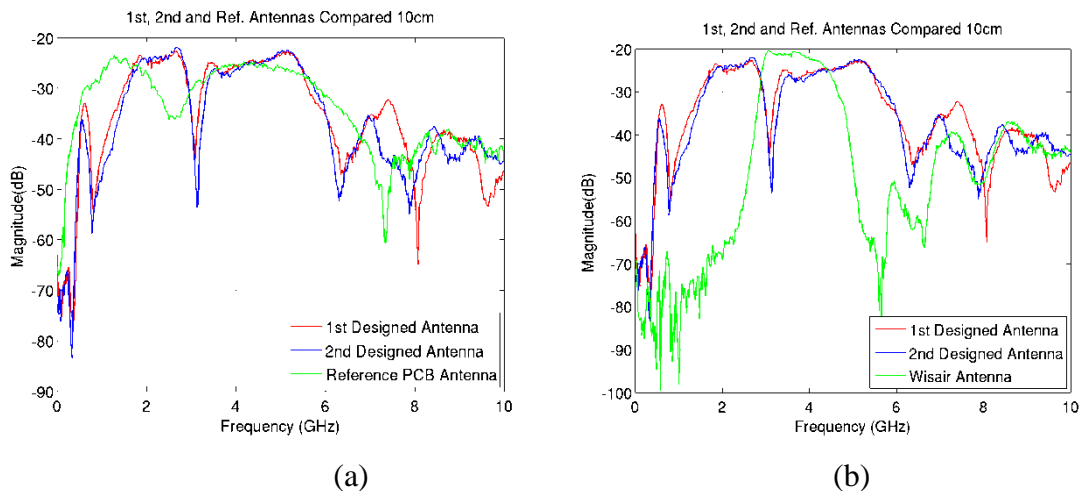 1st, 2nd and Ref. Antennas Compared 10cm
-20
-30
-40
-50
-60
-70
-80
-90
Magnitude(dB)
0 2 4 6 8 10
Frequency (GHz)
1st Designed Antenna
2nd Designed Antenna
Reference PCB Antenna
(a)
1st, 2nd and Ref. Antennas Compared 10cm
-20
-30
-40
-50
-60
-70
-80
-90
-100
Magnitude(dB)
0 2 4 6 8 10
Frequency (GHz)
1st Designed Antenna
2nd Designed Antenna
Wisair Antenna
(b)